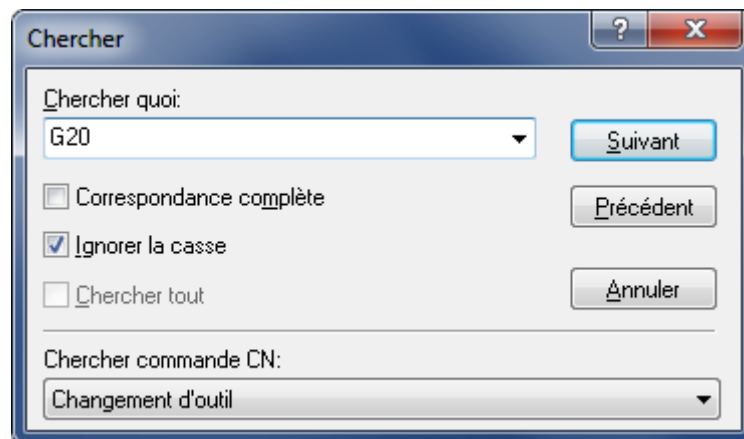 Chercher
Chercher quoi:
G20
Suivant
Correspondance complète
Précédent
Ignorer la casse
Chercher tout
Annuler
Chercher commande CN:
Changement d'outil